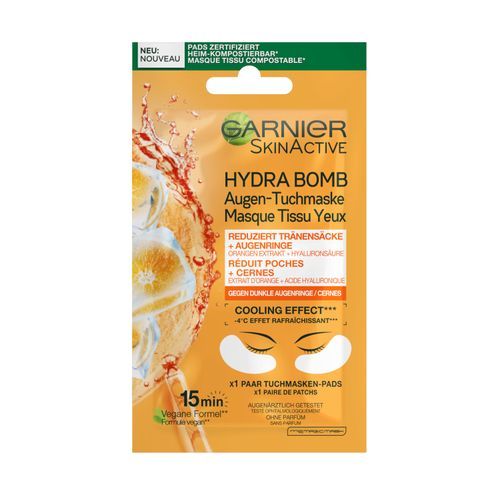 NEU:
NOUVEAU
PADS ZERTIFIZIERT
HEIM-KOMPOSTIERBAR*
MASQUE TISSU COMPOSTABLE*
GARNIER
SKINACTIVE
HYDRA BOMB
Augen-Tuchmaske
Masque Tissu Yeux
REDUZIERT TRÄNENSÄCKE
+ AUGENRINGE
ORANGEN EXTRAKT + HYALURONSÄURE
RÉDUIT POCHES
+ CERNES
EXTRAIT D'ORANGE + ACIDE HYALURONIQUE
GEGEN DUNKLE AUGENRINGE / CERNES
COOLING EFFECT***
-4°C EFFET RAFRAÎCHISSANT***
x1 PAAR TUCHMASKEN-PADS
x1 PAIRE DE PATCHS
15min
Vegane Formel**
Formule vegan**
AUGENÄRZTLICH GETESTET
TESTÉ OPHTALMOLOGIQUEMENT
OHNE PARFÜM
SANS PARFUM